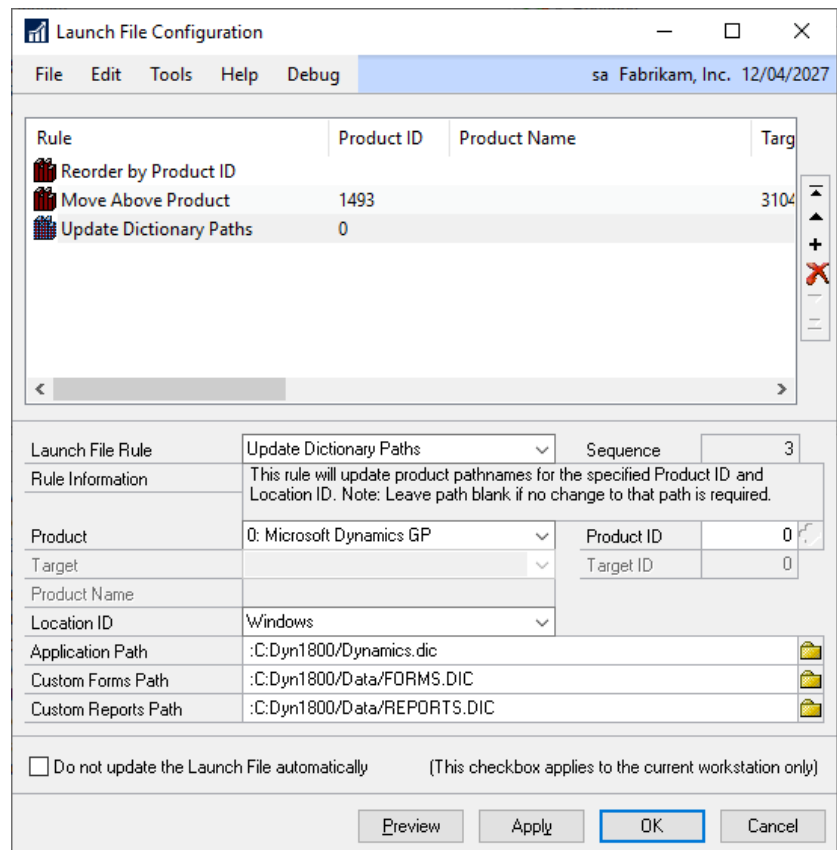 Launch File Configuration
File Edit Tools Help Debug sa Fabrikam, Inc. 12/04/2027
Rule Product ID Product Name Targ
Reorder by Product ID
Move Above Product 1493 3104
Update Dictionary Paths 0
Launch File Rule Update Dictionary Paths Sequence 3
Rule Information This rule will update product pathnames for the specified Product ID and
Location ID. Note: Leave path blank if no change to that path is required.
Product 0: Microsoft Dynamics GP Product ID 0
Target Target ID 0
Product Name
Location ID Windows
Application Path :C:Dyn1800/Dynamics.dic
Custom Forms Path :C:Dyn1800/Data/FORMS.DIC
Custom Reports Path :C:Dyn1800/Data/REPORTS.DIC
Do not update the Launch File automatically (This checkbox applies to the current workstation only)
Preview Apply OK Cancel